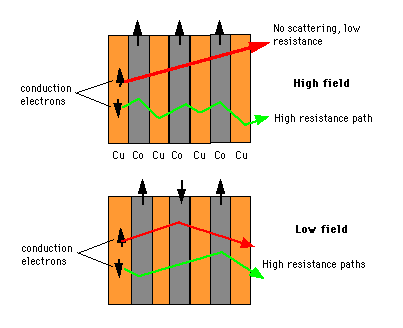 No scattering, low
resistance
conduction
electrons
High field
High resistance path
Cu Co Cu Co Cu Co Cu
Low field
conduction
electrons
High resistance paths